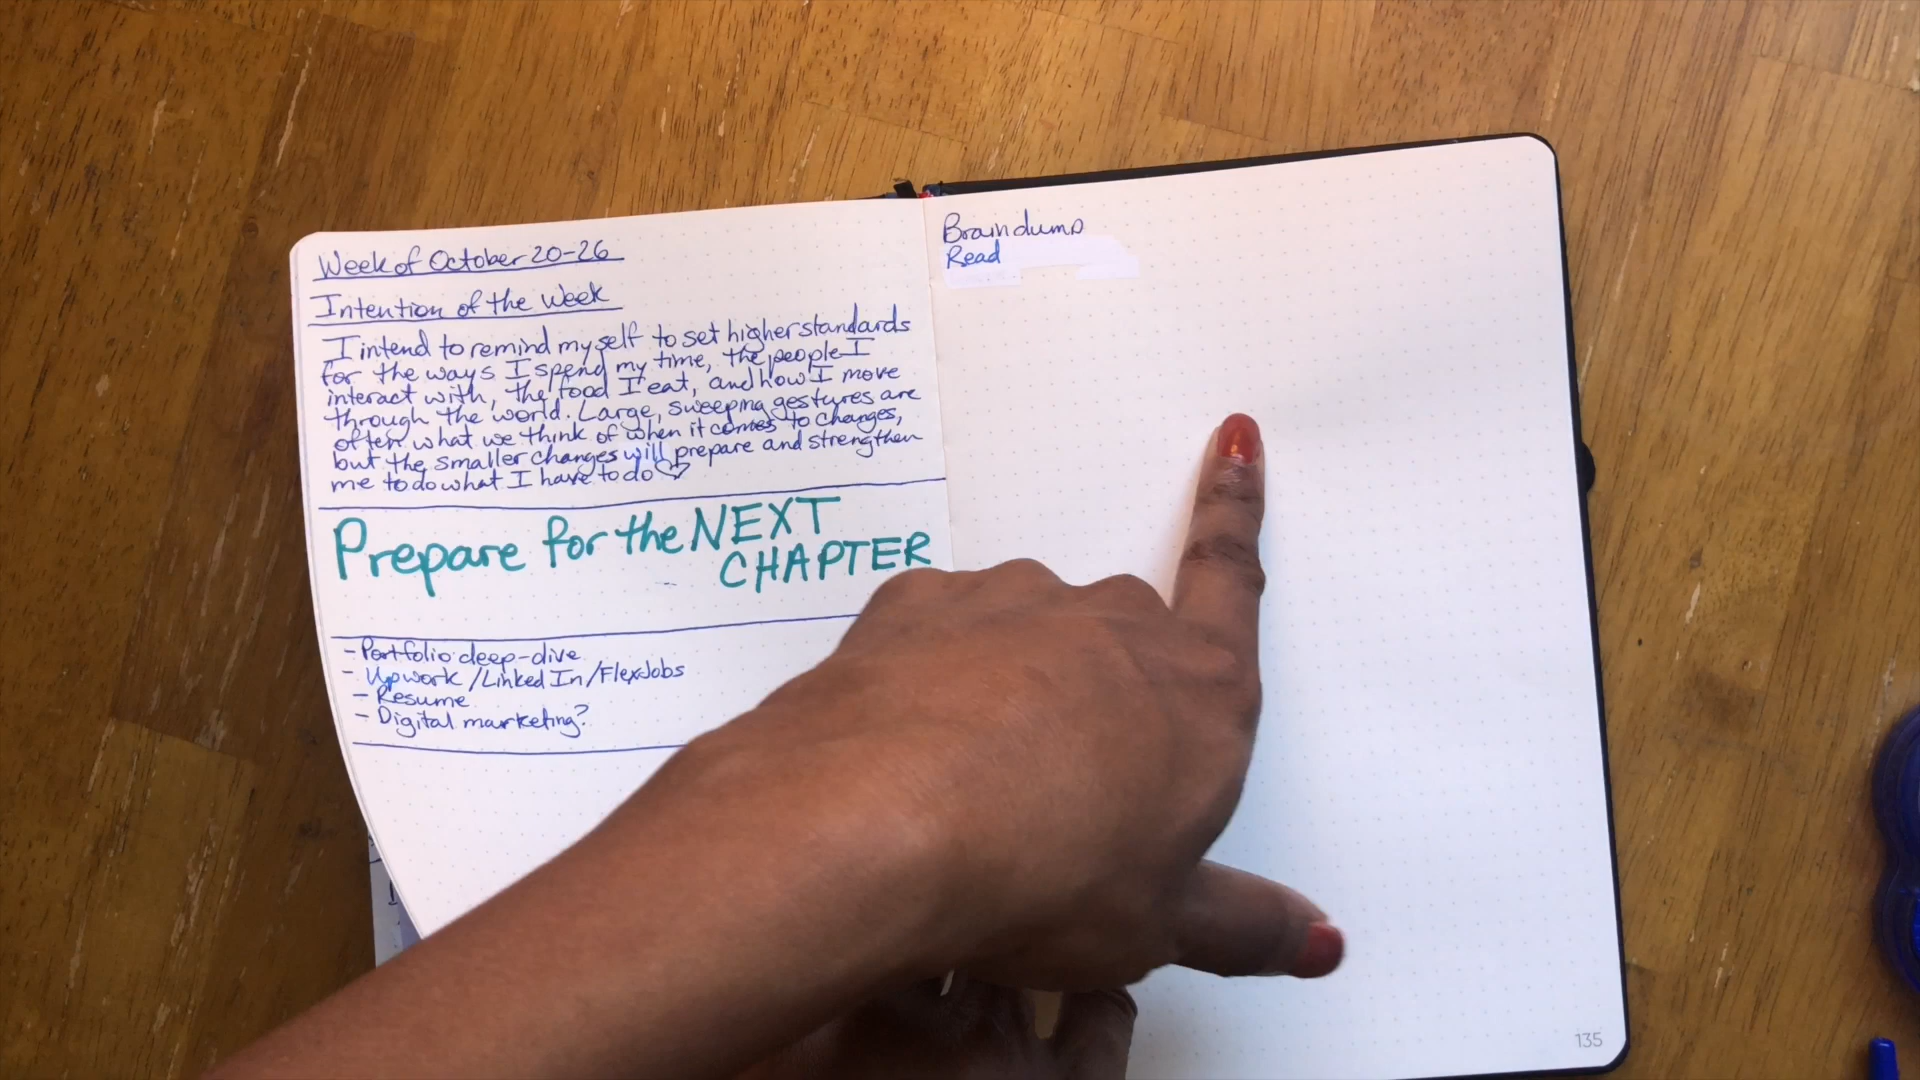 Week of October 20-26
Intention of the Week
I intend to remind myself to set higher standards
for the ways I spend my time, the people I
interact with, the food I eat, and how I move
through the world. Large, sweeping gestures are
often what we think of when it comes to changes,
but the smaller changes will prepare and strengthen
me to do what I have to do ♡
Prepare for the NEXT
CHAPTER
- Portfolio deep-dive
- Upwork / LinkedIn / FlexJobs
- Resume
- Digital marketing?
Braindump
Read
135